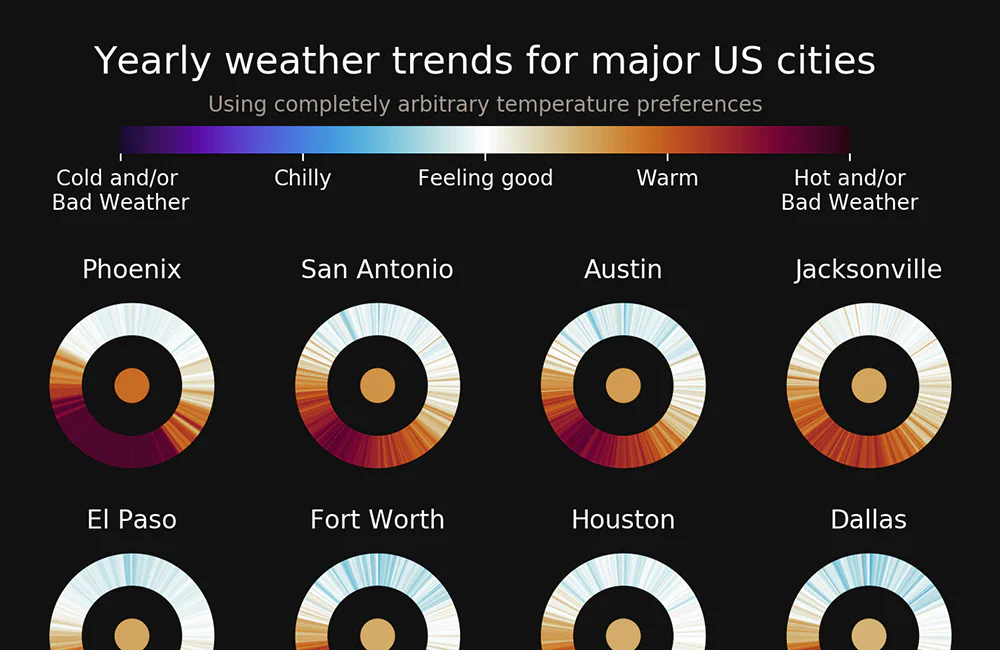 Yearly weather trends for major US cities
Using completely arbitrary temperature preferences
Cold and/or
Bad Weather
Chilly
Feeling good
Warm
Hot and/or
Bad Weather
Phoenix
San Antonio
Austin
Jacksonville
El Paso
Fort Worth
Houston
Dallas